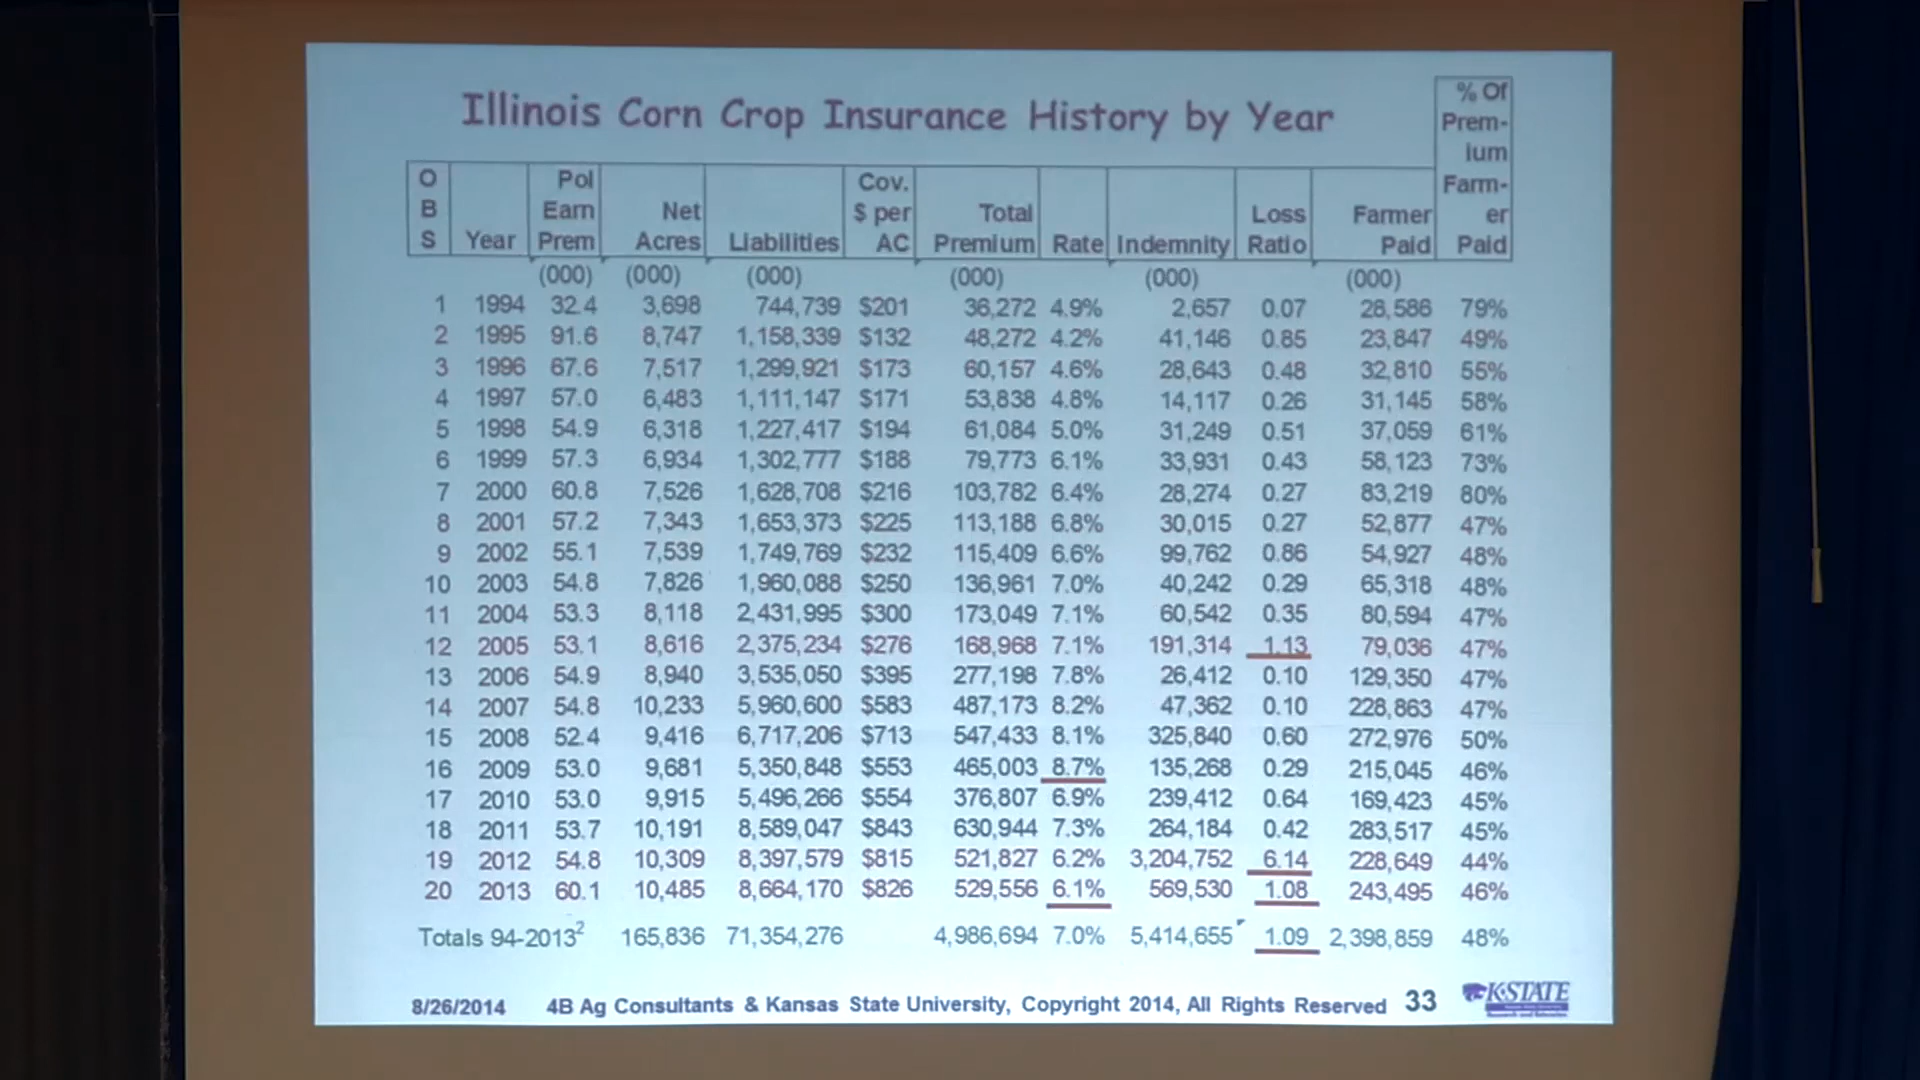 Illinois Corn Crop Insurance History by Year
% Of Prem- ium Farm- er Paid
O B S Year Pol Earn Prem Net Acres Liabilities Cov. $ per AC Total Premium Rate Indemnity Loss Ratio Farmer Paid
(000) (000) (000) (000) (000) (000)
1 1994 32.4 3,698 744,739 $201 36,272 4.9% 2,657 0.07 28,586 79%
2 1995 91.6 8,747 1,158,339 $132 48,272 4.2% 41,146 0.85 23,847 49%
3 1996 67.6 7,517 1,299,921 $173 60,157 4.6% 28,643 0.48 32,810 55%
4 1997 57.0 6,483 1,111,147 $171 53,838 4.8% 14,117 0.26 31,145 58%
5 1998 54.9 6,318 1,227,417 $194 61,084 5.0% 31,249 0.51 37,059 61%
6 1999 57.3 6,934 1,302,777 $188 79,773 6.1% 33,931 0.43 58,123 73%
7 2000 60.8 7,526 1,628,708 $216 103,782 6.4% 28,274 0.27 83,219 80%
8 2001 57.2 7,343 1,653,373 $225 113,188 6.8% 30,015 0.27 52,877 47%
9 2002 55.1 7,539 1,749,769 $232 115,409 6.6% 99,762 0.86 54,927 48%
10 2003 54.8 7,826 1,960,088 $250 136,961 7.0% 40,242 0.29 65,318 48%
11 2004 53.3 8,118 2,431,995 $300 173,049 7.1% 60,542 0.35 80,594 47%
12 2005 53.1 8,616 2,375,234 $276 168,968 7.1% 191,314 1.13 79,036 47%
13 2006 54.9 8,940 3,535,050 $395 277,198 7.8% 26,412 0.10 129,350 47%
14 2007 54.8 10,233 5,960,600 $583 487,173 8.2% 47,362 0.10 228,863 47%
15 2008 52.4 9,416 6,717,206 $713 547,433 8.1% 325,840 0.60 272,976 50%
16 2009 53.0 9,681 5,350,848 $553 465,003 8.7% 135,268 0.29 215,045 46%
17 2010 53.0 9,915 5,496,266 $554 376,807 6.9% 239,412 0.64 169,423 45%
18 2011 53.7 10,191 8,589,047 $843 630,944 7.3% 264,184 0.42 283,517 45%
19 2012 54.8 10,309 8,397,579 $815 521,827 6.2% 3,204,752 6.14 228,649 44%
20 2013 60.1 10,485 8,664,170 $826 529,556 6.1% 569,530 1.08 243,495 46%
Totals 94-2013² 165,836 71,354,276 4,986,694 7.0% 5,414,655 1.09 2,398,859 48%
8/26/2014 4B Ag Consultants & Kansas State University, Copyright 2014, All Rights Reserved 33 K-STATE